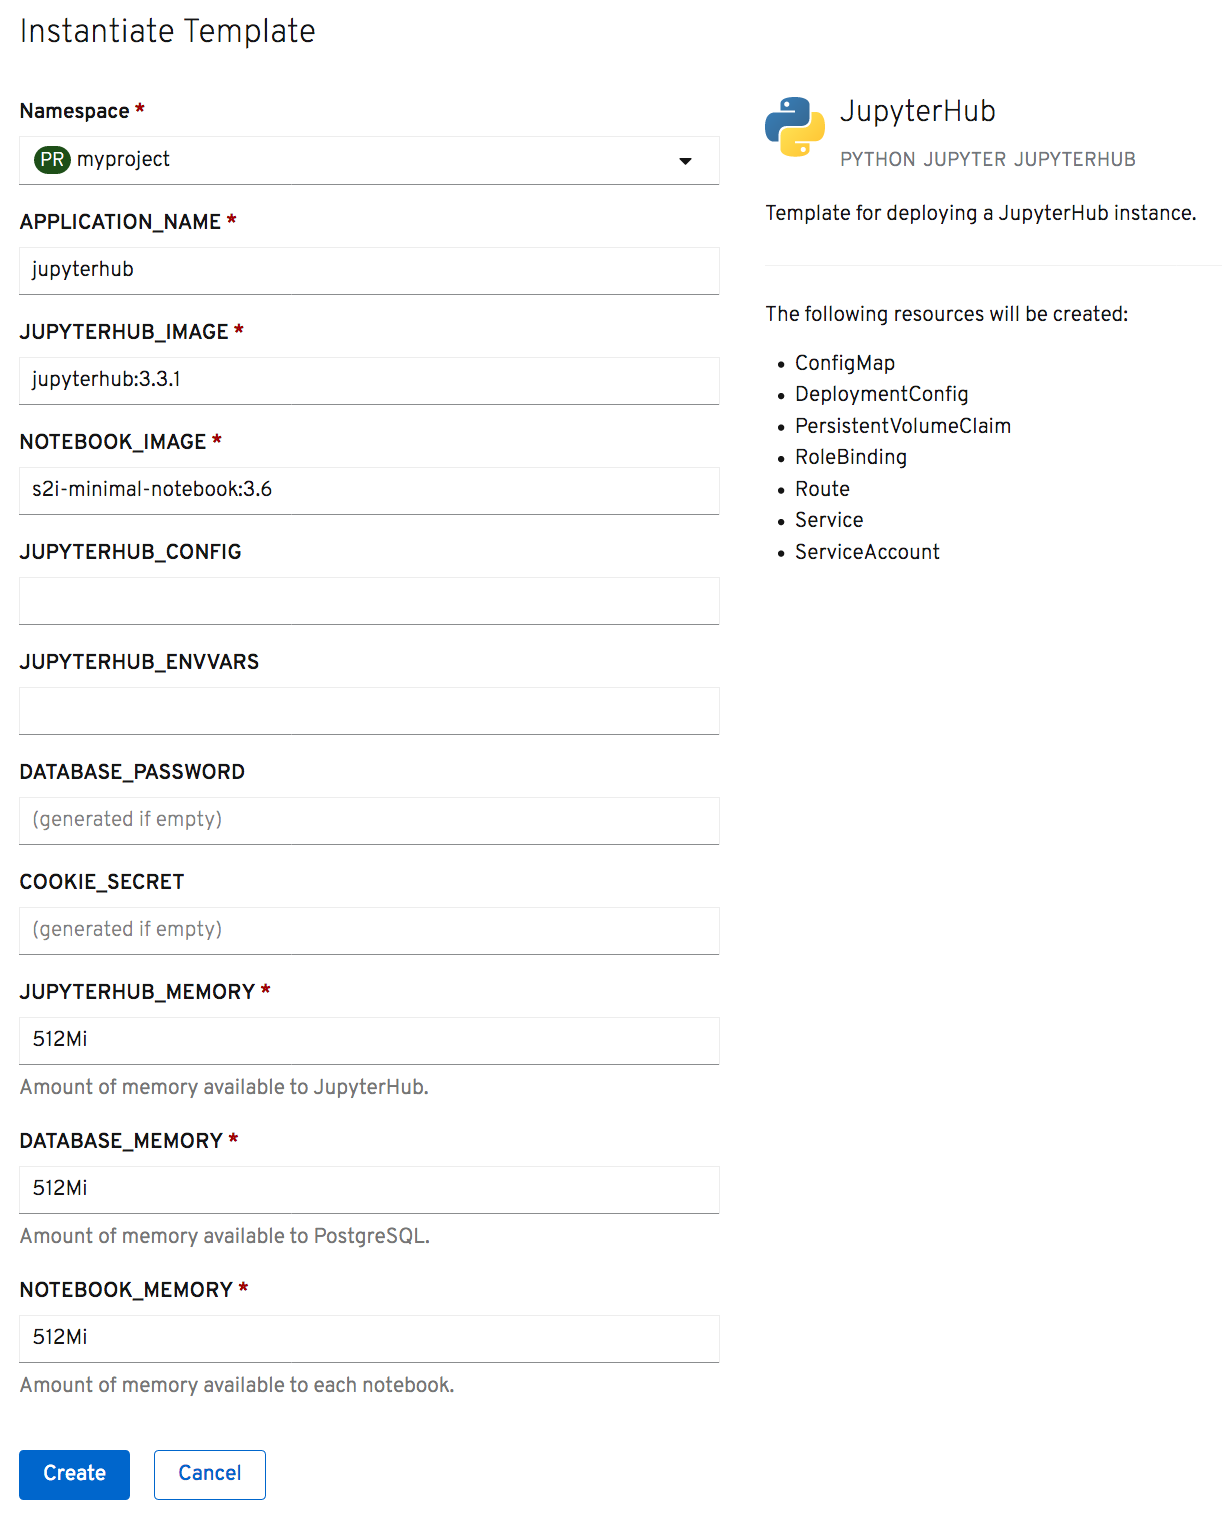 Instantiate Template
Namespace *
PR myproject
APPLICATION_NAME *
jupyterhub
JUPYTERHUB_IMAGE *
jupyterhub:3.3.1
NOTEBOOK_IMAGE *
s2i-minimal-notebook:3.6
JUPYTERHUB_CONFIG
JUPYTERHUB_ENVVARS
DATABASE_PASSWORD
(generated if empty)
COOKIE_SECRET
(generated if empty)
JUPYTERHUB_MEMORY *
512Mi
Amount of memory available to JupyterHub.
DATABASE_MEMORY *
512Mi
Amount of memory available to PostgreSQL.
NOTEBOOK_MEMORY *
512Mi
Amount of memory available to each notebook.
Create Cancel
JupyterHub
PYTHON JUPYTER JUPYTERHUB
Template for deploying a JupyterHub instance.
The following resources will be created:
• ConfigMap
• DeploymentConfig
• PersistentVolumeClaim
• RoleBinding
• Route
• Service
• ServiceAccount